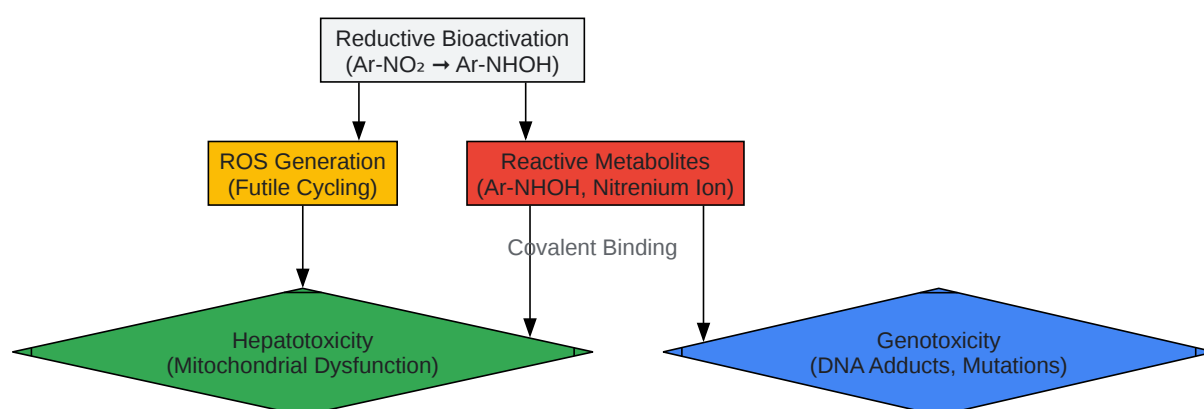 Reductive Bioactivation
(Ar-NO₂ → Ar-NHOH)
ROS Generation
(Futile Cycling)
Reactive Metabolites
(Ar-NHOH, Nitrenium Ion)
Covalent Binding
Hepatotoxicity
(Mitochondrial Dysfunction)
Genotoxicity
(DNA Adducts, Mutations)